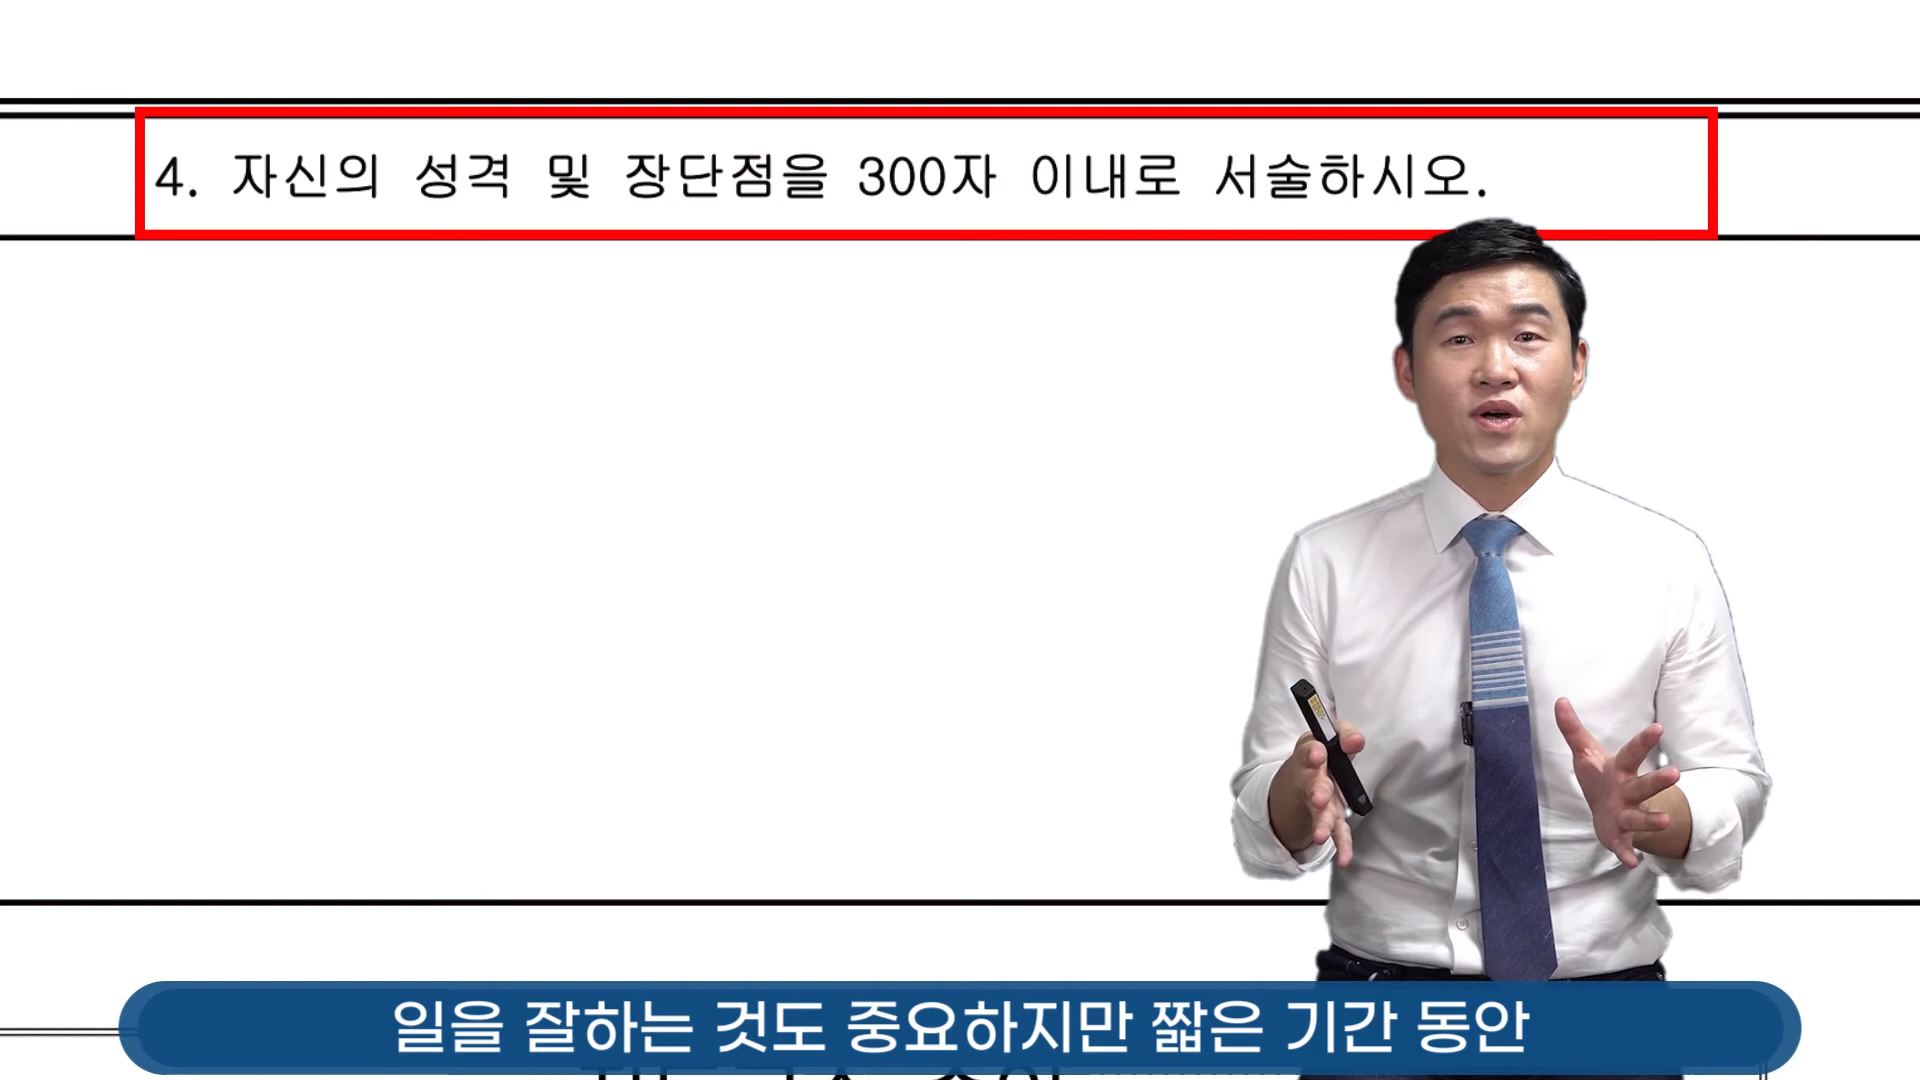 4. 자신의 성격 및 장단점을 300자 이내로 서술하시오.
일을 잘하는 것도 중요하지만 짧은 기간 동안